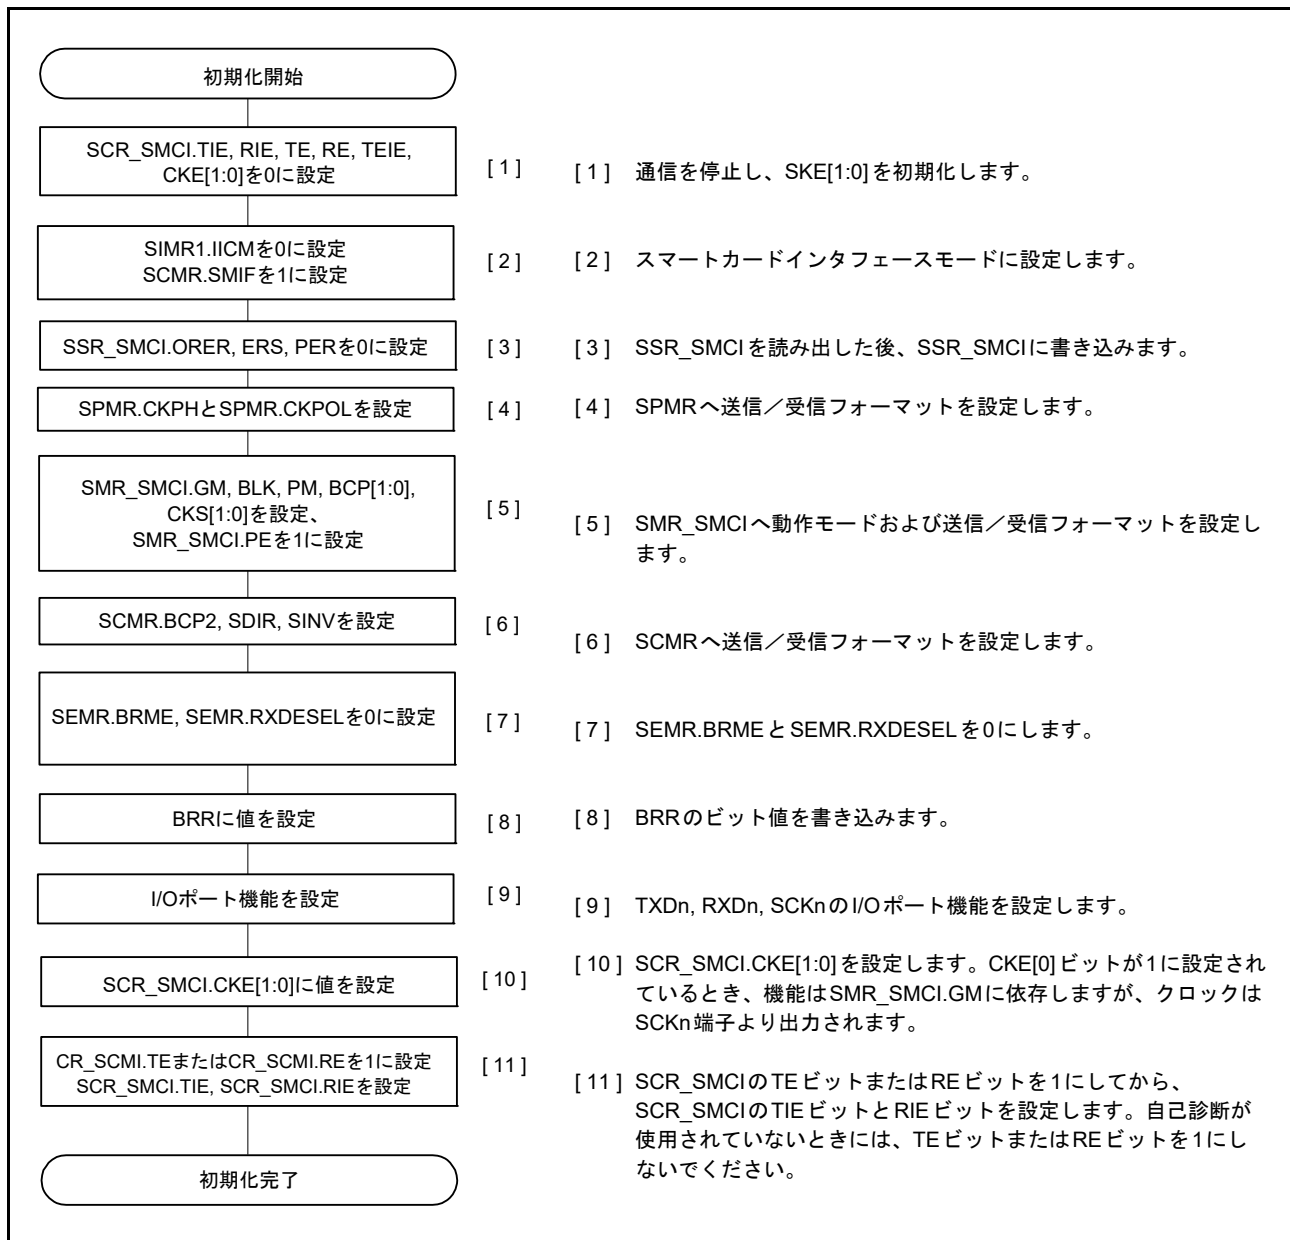 初期化開始
SCR_SMCI.TIE, RIE, TE, RE, TEIE,
CKE[1:0]を0に設定
[ 1 ]
[ 1 ] 通信を停止し、SKE[1:0]を初期化します。
SIMR1.IICMを0に設定
SCMR.SMIFを1に設定
[ 2 ]
[ 2 ] スマートカードインタフェースモードに設定します。
SSR_SMCI.ORER, ERS, PERを0に設定
[ 3 ]
[ 3 ] SSR_SMCIを読み出した後、SSR_SMCIに書き込みます。
SPMR.CKPHとSPMR.CKPOLを設定
[ 4 ]
[ 4 ] SPMRへ送信／受信フォーマットを設定します。
SMR_SMCI.GM, BLK, PM, BCP[1:0],
CKS[1:0]を設定、
SMR_SMCI.PEを1に設定
[ 5 ]
[ 5 ] SMR_SMCIへ動作モードおよび送信／受信フォーマットを設定し
ます。
SCMR.BCP2, SDIR, SINVを設定
[ 6 ]
[ 6 ] SCMRへ送信／受信フォーマットを設定します。
SEMR.BRME, SEMR.RXDESELを0に設定
[ 7 ]
[ 7 ] SEMR.BRMEとSEMR.RXDESELを0にします。
BRRに値を設定
[ 8 ]
[ 8 ] BRRのビット値を書き込みます。
I/Oポート機能を設定
[ 9 ]
[ 9 ] TXDn, RXDn, SCKnのI/Oポート機能を設定します。
SCR_SMCI.CKE[1:0]に値を設定
[ 10 ]
[ 10 ] SCR_SMCI.CKE[1:0]を設定します。CKE[0]ビットが1に設定され
ているとき、機能はSMR_SMCI.GMに依存しますが、クロックは
SCKn端子より出力されます。
CR_SCMI.TEまたはCR_SCMI.REを1に設定
SCR_SMCI.TIE, SCR_SMCI.RIEを設定
[ 11 ]
[ 11 ] SCR_SMCIのTEビットまたはREビットを1にしてから、
SCR_SMCIのTIEビットとRIEビットを設定します。自己診断が
使用されていないときには、TEビットまたはREビットを1にし
ないでください。
初期化完了